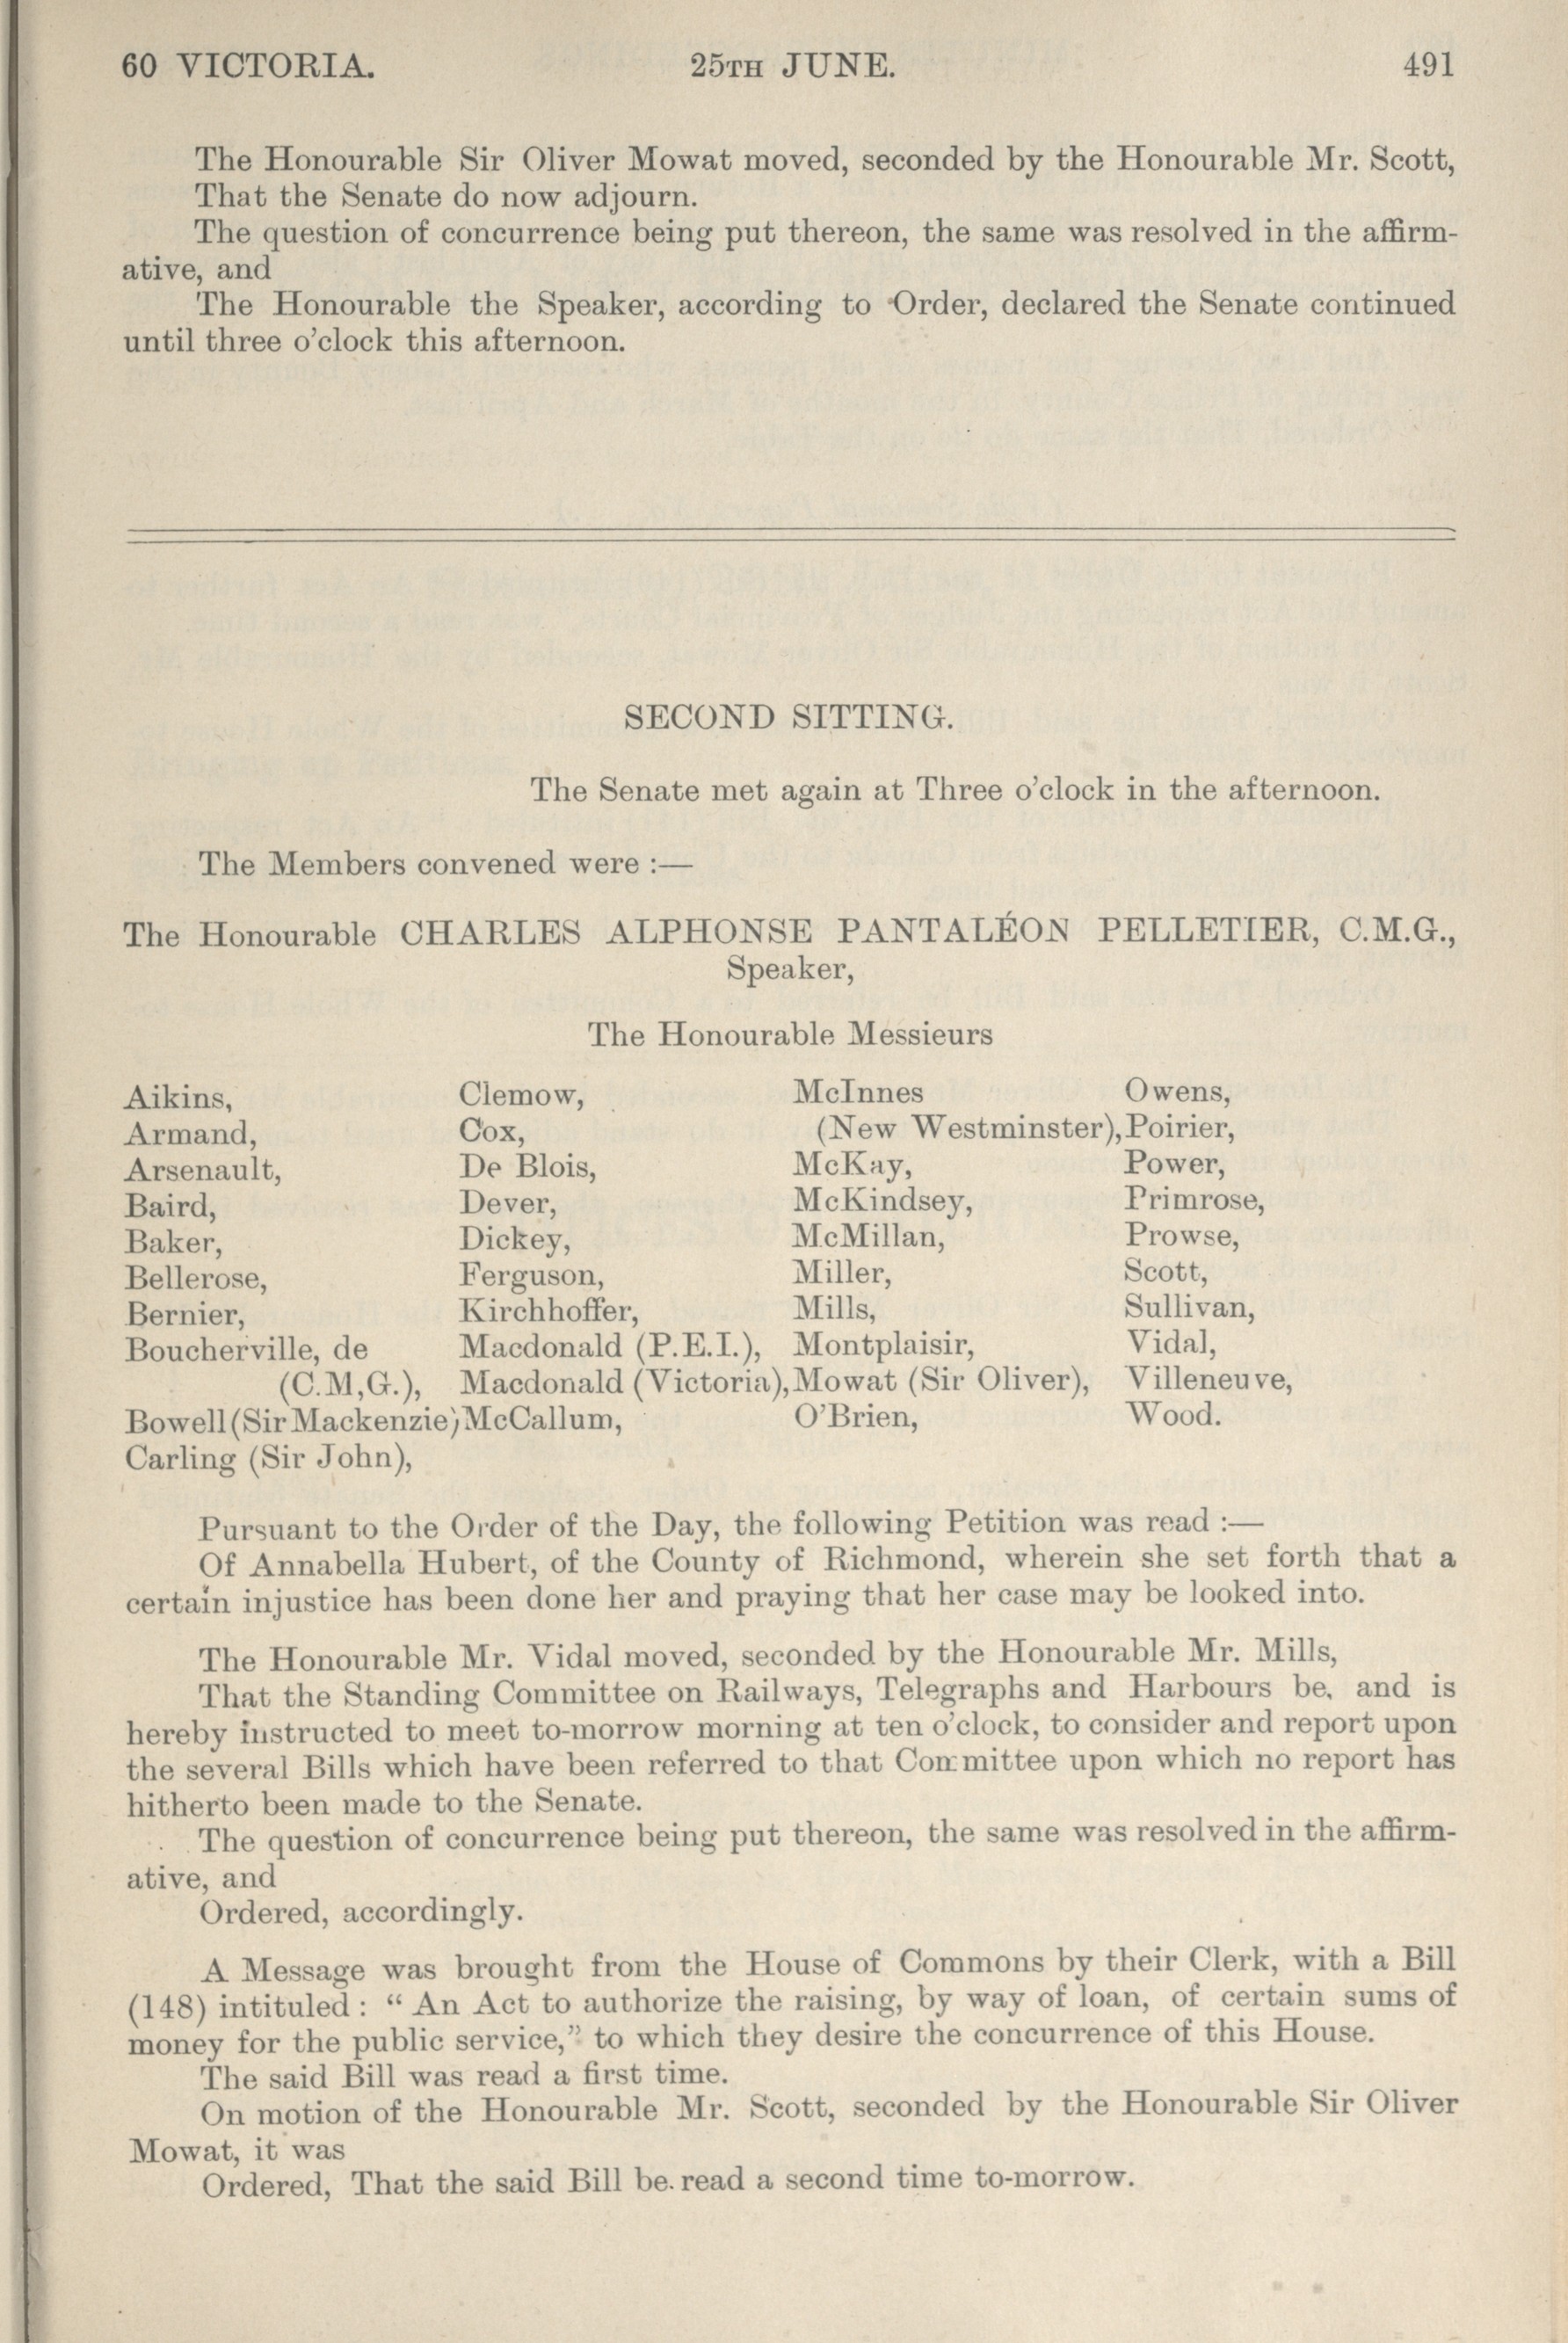 60 VICTORIA. 25TH JUNE. 491
The Honourable Sir Oliver Mowat moved, seconded by the Honourable Mr. Scott,
That the Senate do now adjourn.
The question of concurrence being put thereon, the same was resolved in the affirm-
ative, and
The Honourable the Speaker, according to Order, declared the Senate continued
until three o'clock this afternoon.
SECOND SITTING.
The Senate met again at Three o'clock in the afternoon.
The Members convened were :—
The Honourable CHARLES ALPHONSE PANTALÉON PELLETIER, C.M.G.,
Speaker,
The Honourable Messieurs
Aikins,
Armand,
Arsenault,
Baird,
Baker,
Bellerose,
Bernier,
Boucherville, de
(C.M,G.),
Bowell (Sir Mackenzie)
Carling (Sir John),
Clemow,
Cox,
De Blois,
Dever,
Dickey,
Ferguson,
Kirchhoffer,
Macdonald (P.E.I.),
Macdonald (Victoria),
McCallum,
McInnes
(New Westminster),
McKay,
McKindsey,
McMillan,
Miller,
Mills,
Montplaisir,
Mowat (Sir Oliver),
O'Brien,
Owens,
Poirier,
Power,
Primrose,
Prowse,
Scott,
Sullivan,
Vidal,
Villeneuve,
Wood.
Pursuant to the Order of the Day, the following Petition was read :—
Of Annabella Hubert, of the County of Richmond, wherein she set forth that a
certain injustice has been done her and praying that her case may be looked into.
The Honourable Mr. Vidal moved, seconded by the Honourable Mr. Mills,
That the Standing Committee on Railways, Telegraphs and Harbours be, and is
hereby instructed to meet to-morrow morning at ten o'clock, to consider and report upon
the several Bills which have been referred to that Committee upon which no report has
hitherto been made to the Senate.
The question of concurrence being put thereon, the same was resolved in the affirm-
ative, and
Ordered, accordingly.
A Message was brought from the House of Commons by their Clerk, with a Bill
(148) intituled : " An Act to authorize the raising, by way of loan, of certain sums of
money for the public service," to which they desire the concurrence of this House.
The said Bill was read a first time.
On motion of the Honourable Mr. Scott, seconded by the Honourable Sir Oliver
Mowat, it was
Ordered, That the said Bill be. read a second time to-morrow.